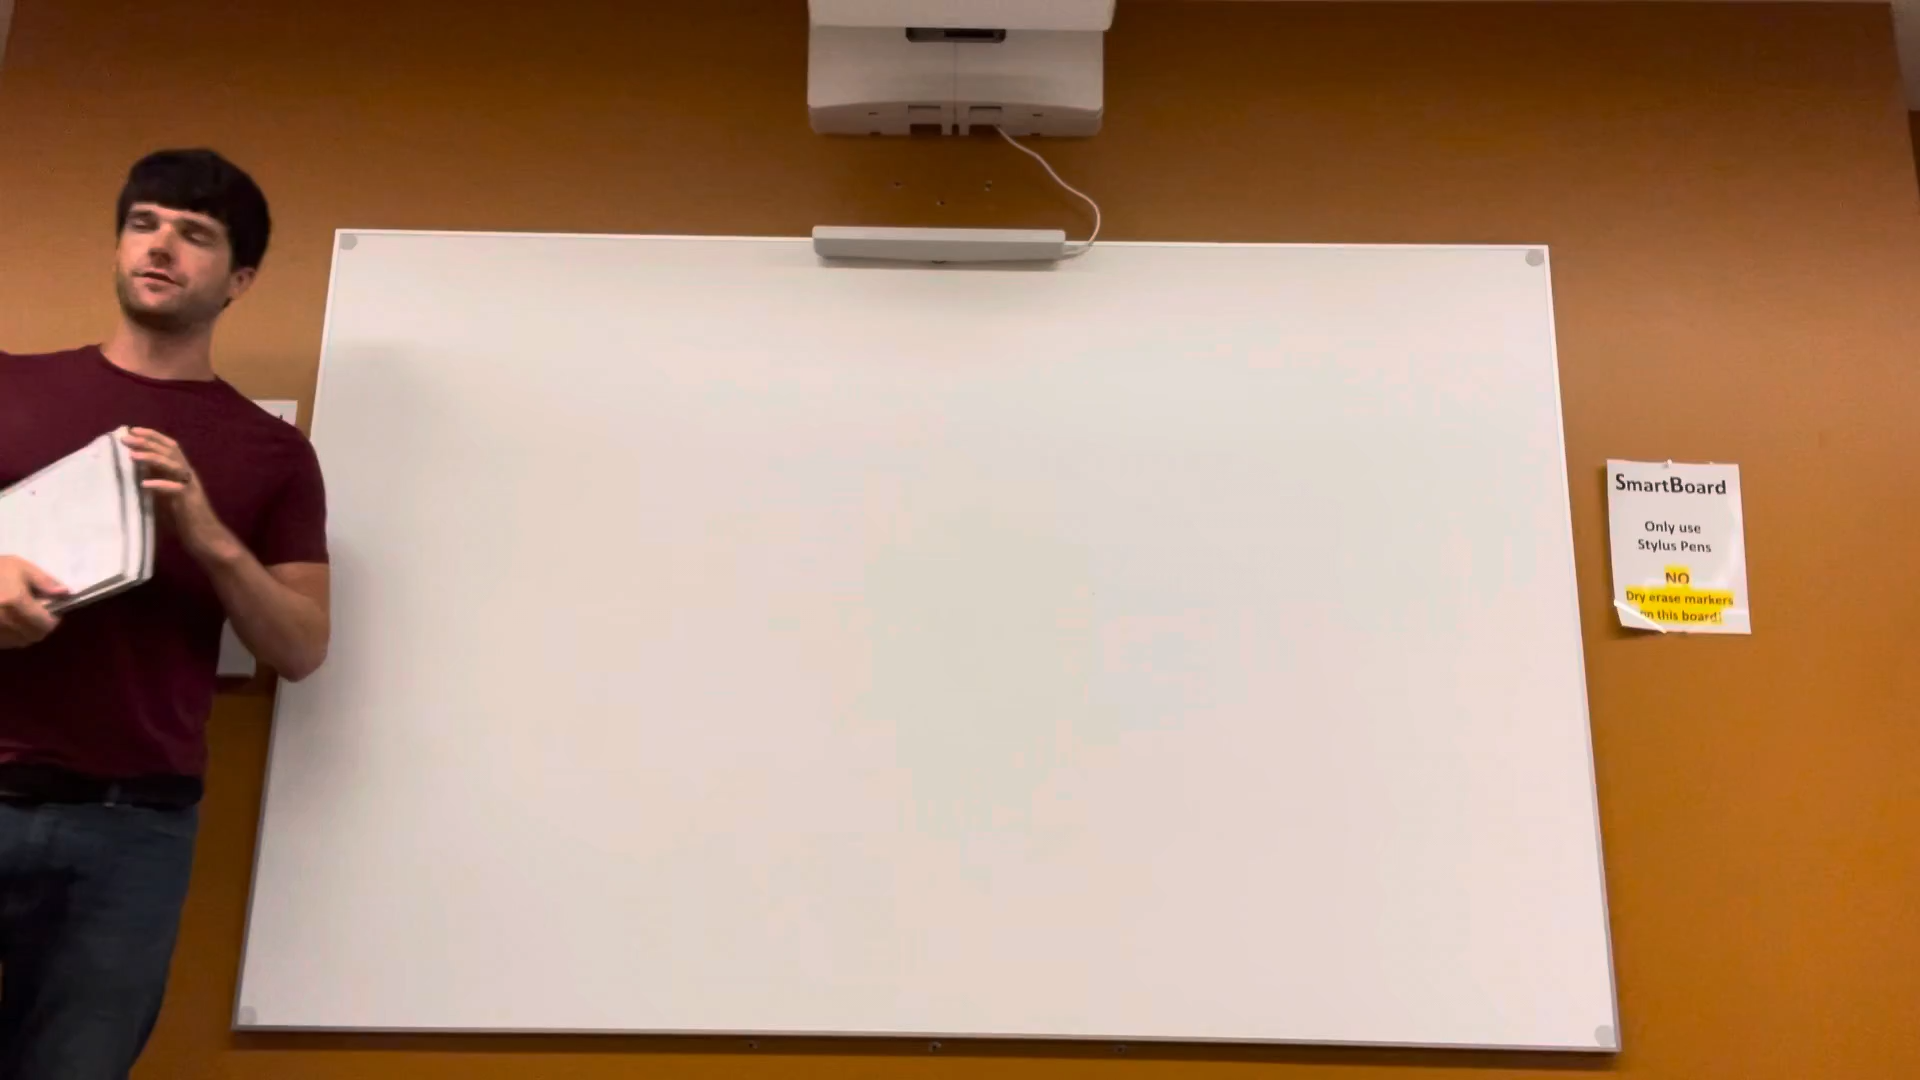 SmartBoard
Only use
Stylus Pens
NO
Dry erase markers
on this board!